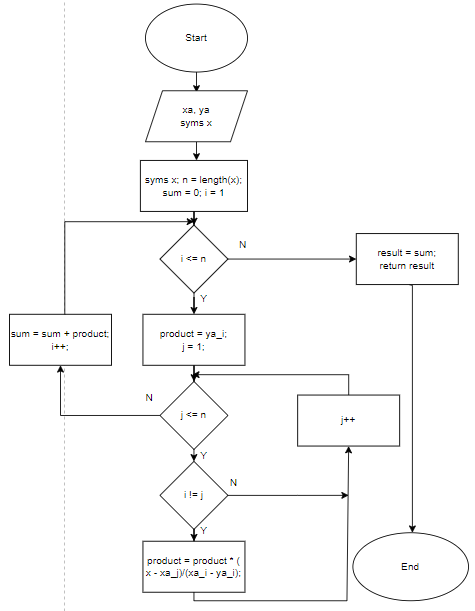 Start
xa, ya
syms x
syms x; n = length(x);
sum = 0; i = 1
i <= n
N
Y
result = sum;
return result
sum = sum + product;
i++;
product = ya_i;
j = 1;
N
j <= n
Y
j++
i != j
N
Y
product = product * (
x - xa_j)/(xa_i - ya_i);
End